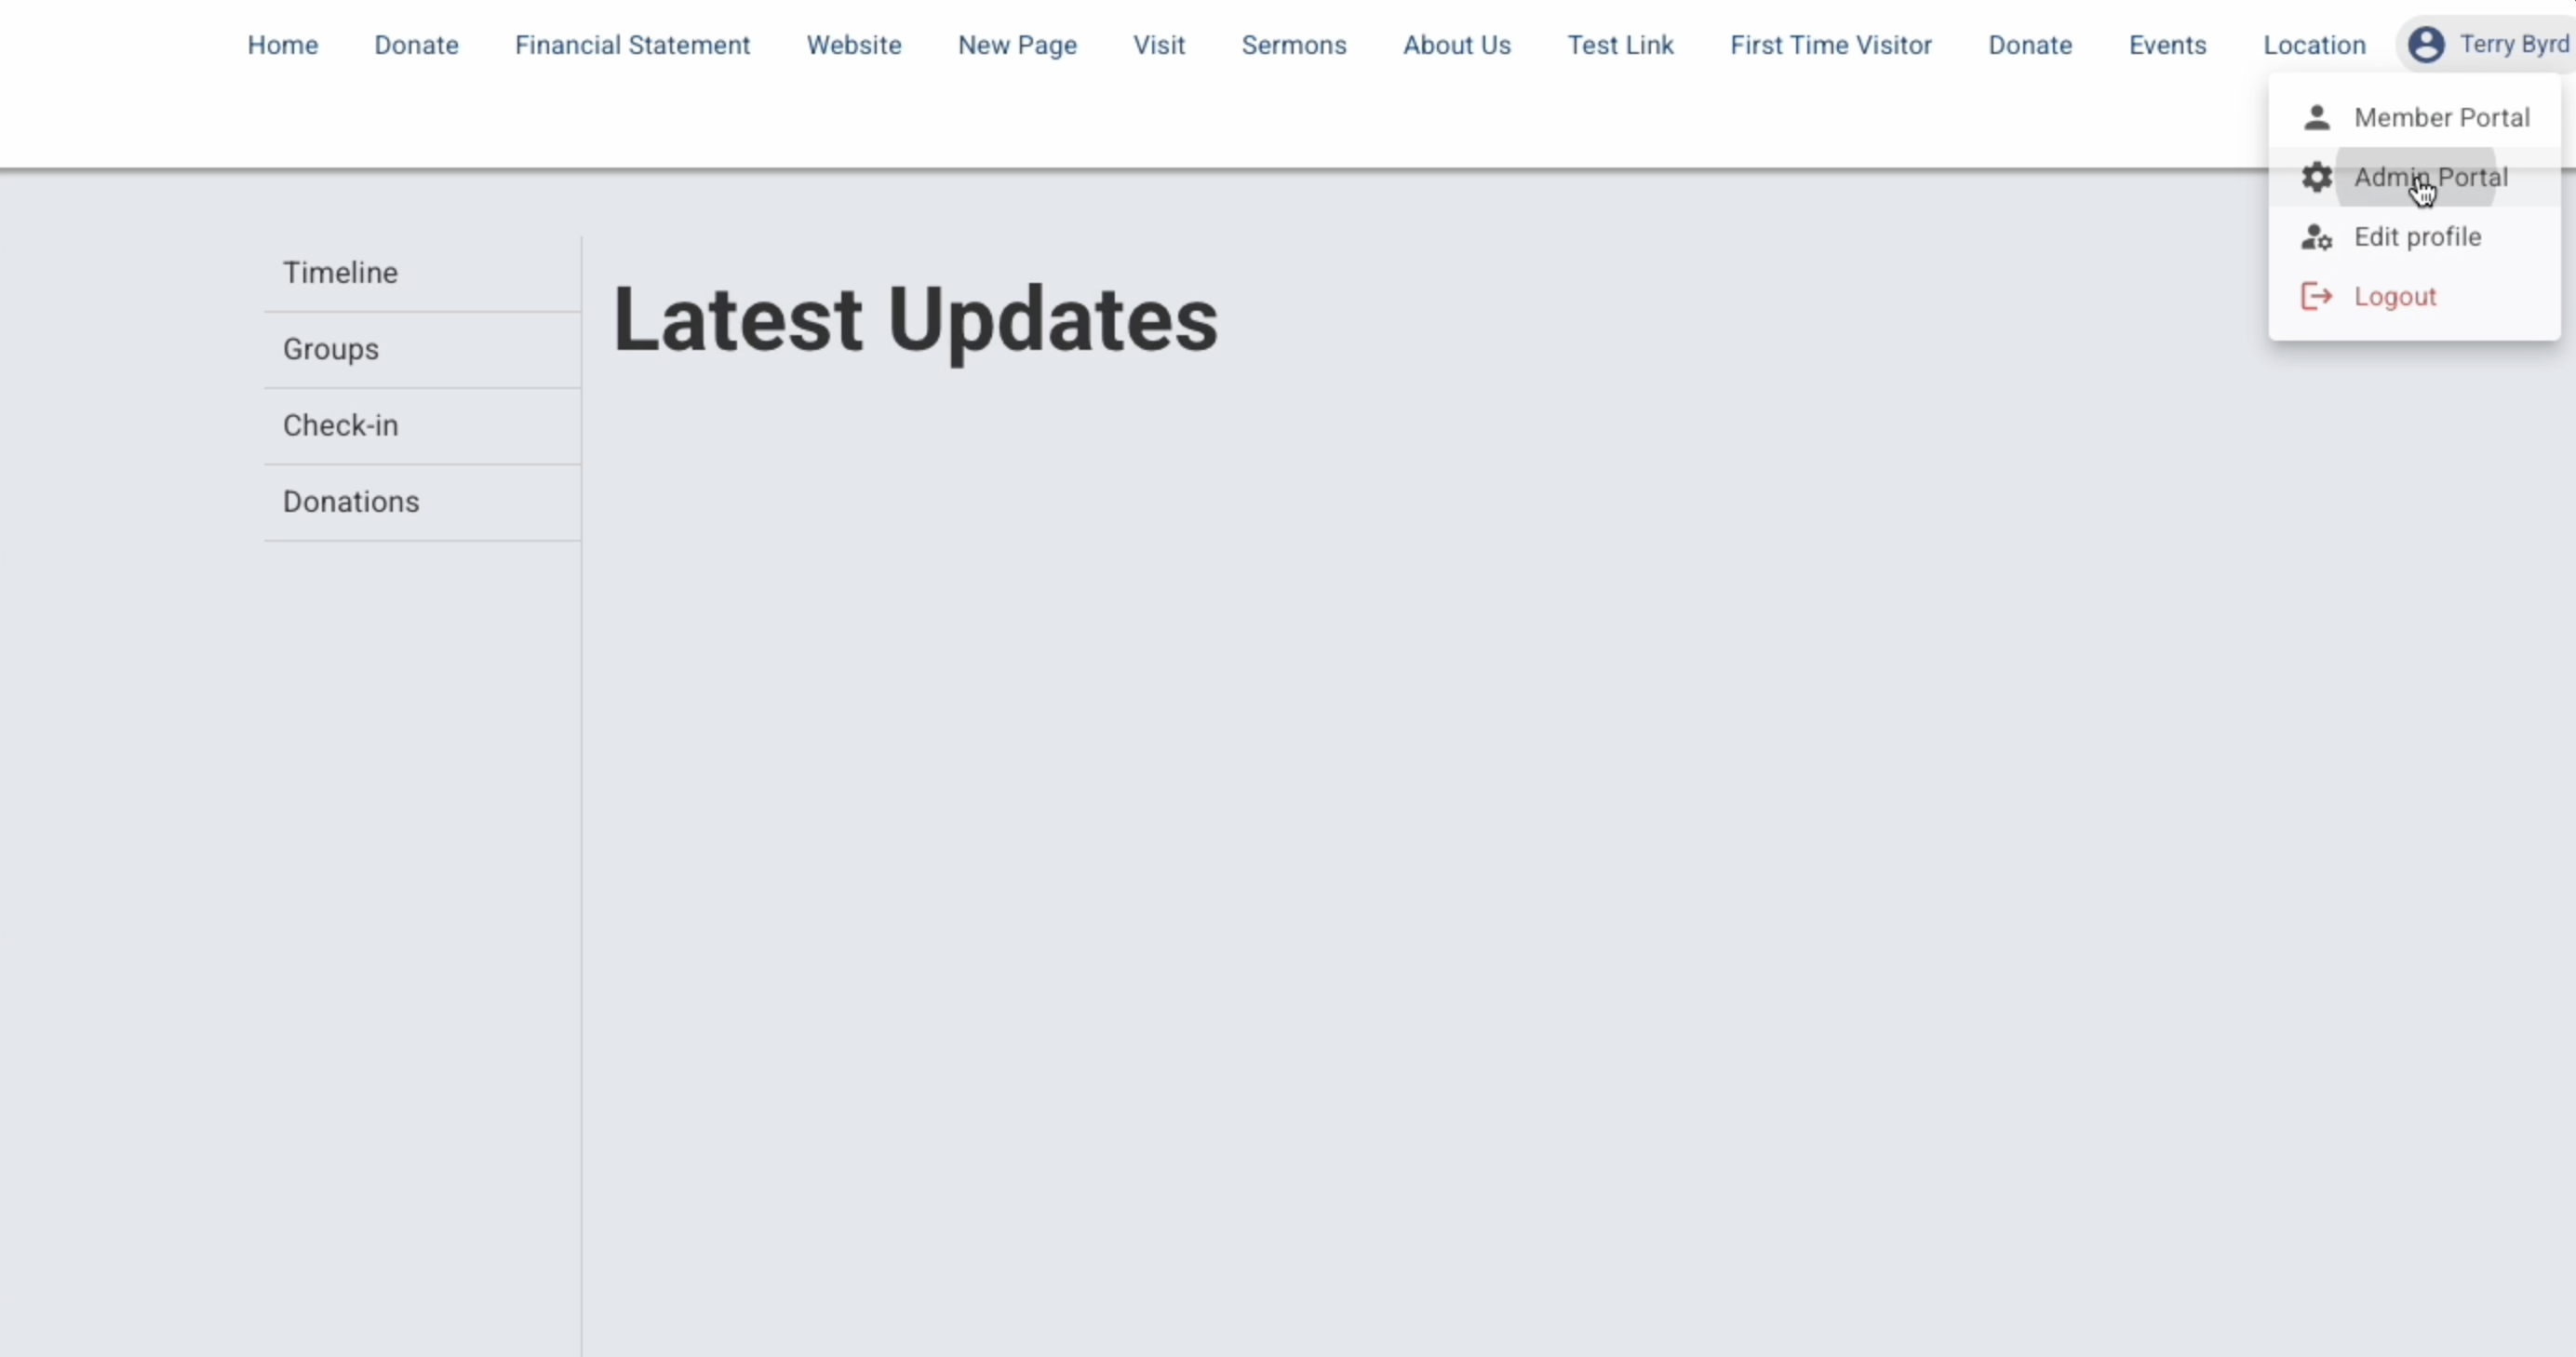 Home Donate Financial Statement Website New Page Visit Sermons About Us Test Link First Time Visitor Donate Events Location Terry Byrd
Member Portal
Admin Portal
Edit profile
Logout
Timeline
Groups
Check-in
Donations
Latest Updates